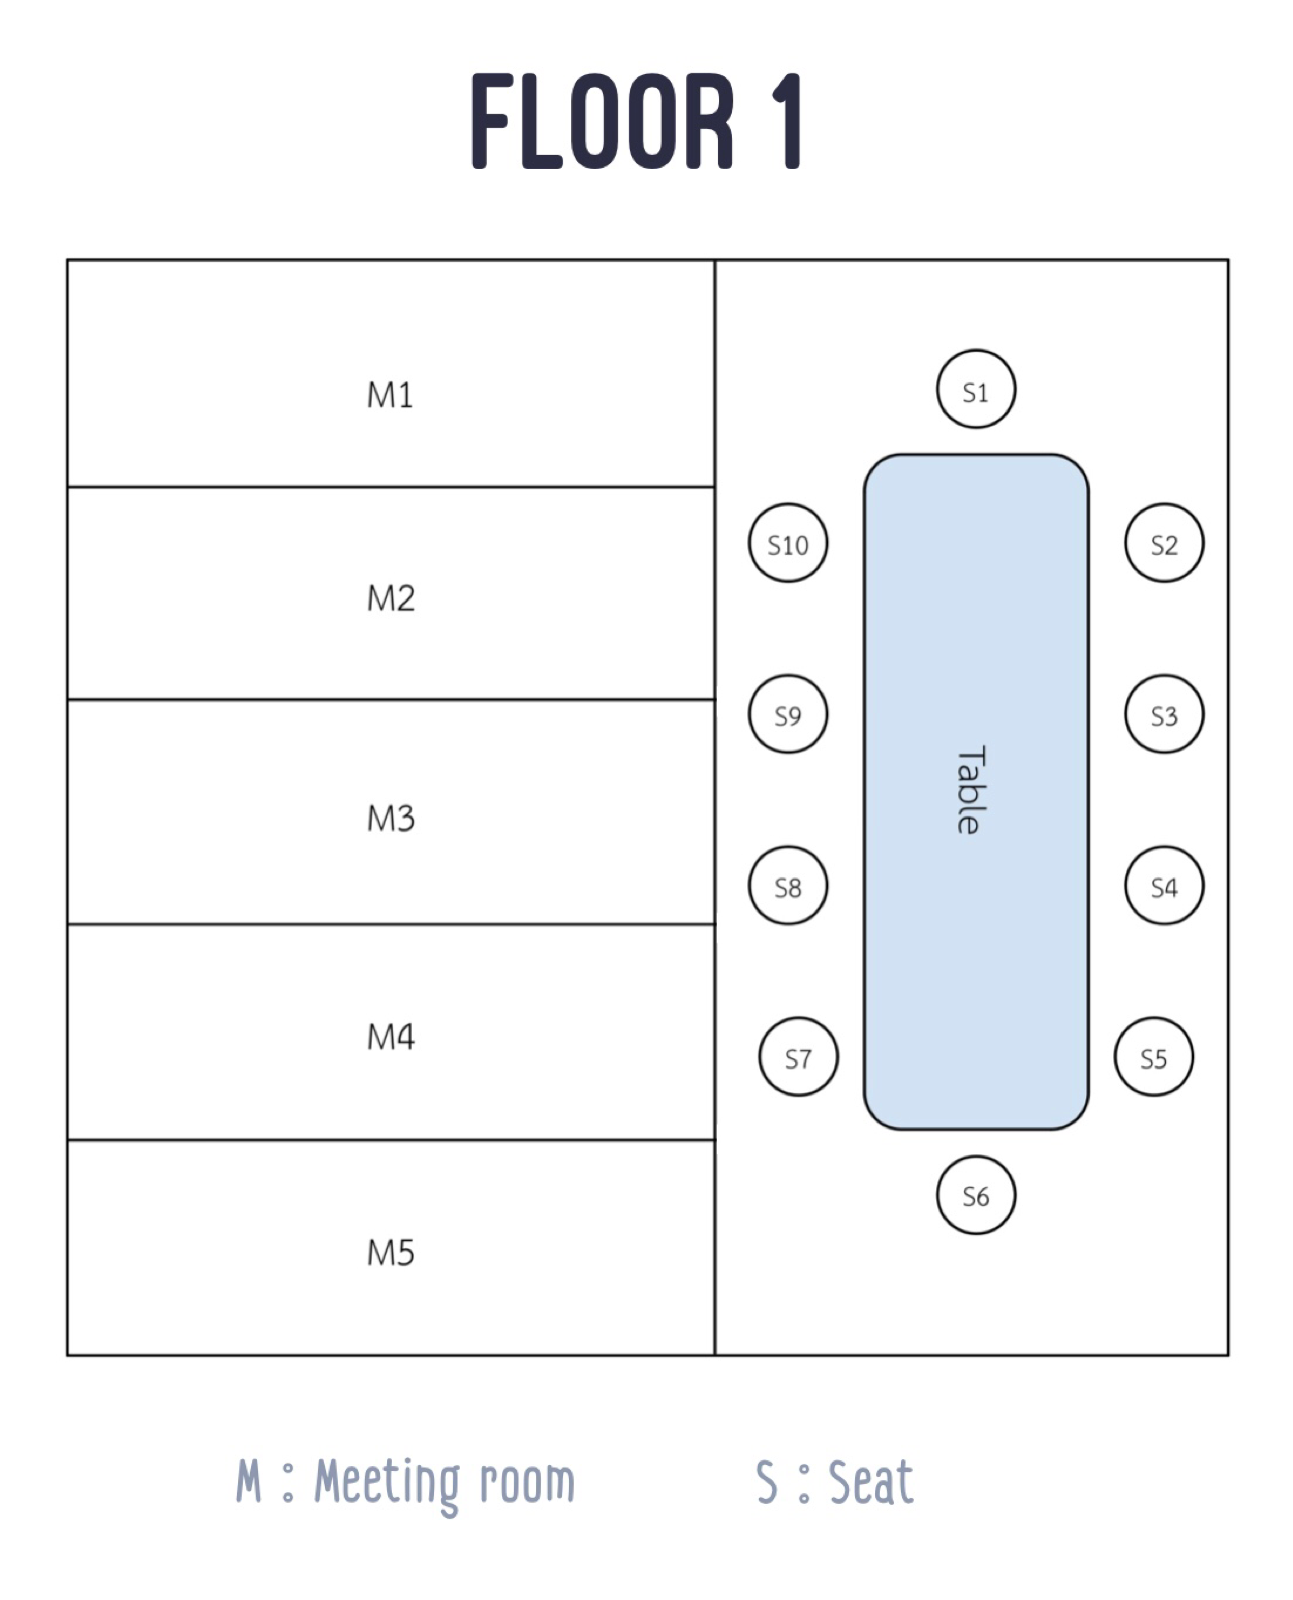 FLOOR 1
M1
M2
M3
M4
M5
S1
S10
S2
S9
S3
Table
S8
S4
S7
S5
S6
M : Meeting room
S : Seat